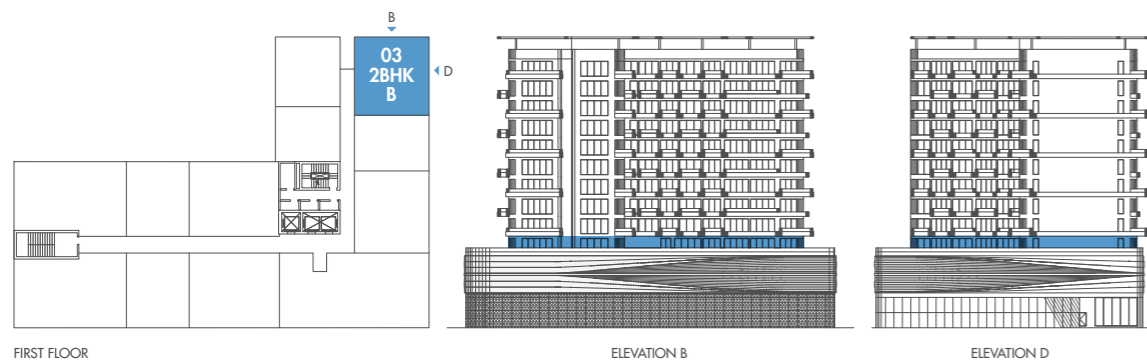 B
03
2BHK
B
D
FIRST FLOOR
ELEVATION B
ELEVATION D